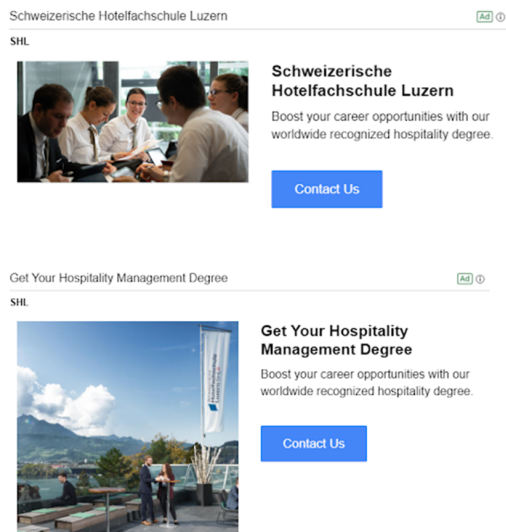 Schweizerische Hotelfachschule Luzern
Ad
SHL
Schweizerische
Hotelfachschule Luzern
Boost your career opportunities with our
worldwide recognized hospitality degree.
Contact Us
Get Your Hospitality Management Degree
Ad
SHL
Get Your Hospitality
Management Degree
Boost your career opportunities with our
worldwide recognized hospitality degree.
Contact Us
Hotelfachschule